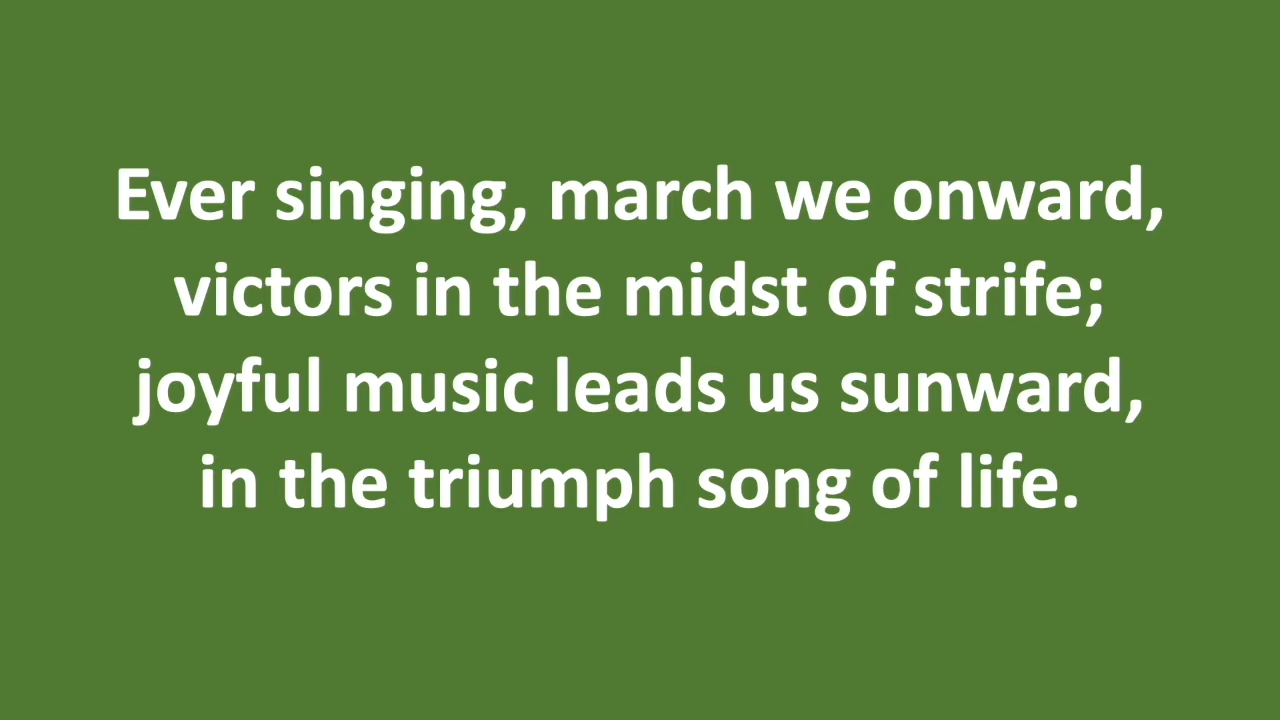 Ever singing, march we onward,
victors in the midst of strife;
joyful music leads us sunward,
in the triumph song of life.